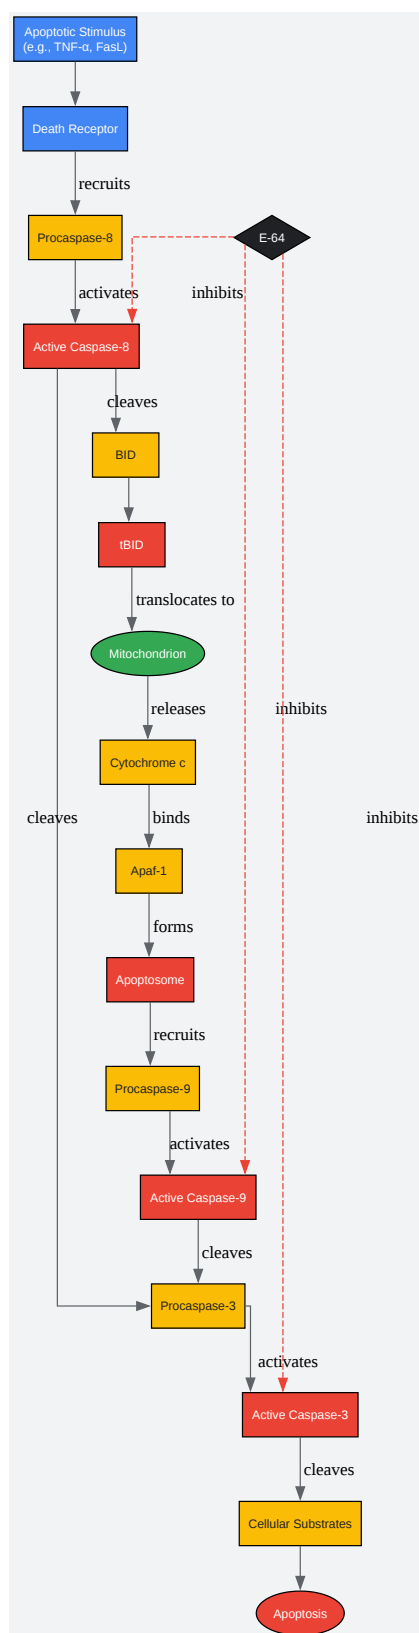 Apoptotic Stimulus
(e.g., TNF-α, FasL)
Death Receptor
recruits
Procaspase-8
E-64
activates
inhibits
Active Caspase-8
cleaves
BID
tBID
translocates to
Mitochondrion
releases
inhibits
Cytochrome c
cleaves
binds
inhibits
Apaf-1
forms
Apoptosome
recruits
Procaspase-9
activates
Active Caspase-9
cleaves
Procaspase-3
activates
Active Caspase-3
cleaves
Cellular Substrates
Apoptosis